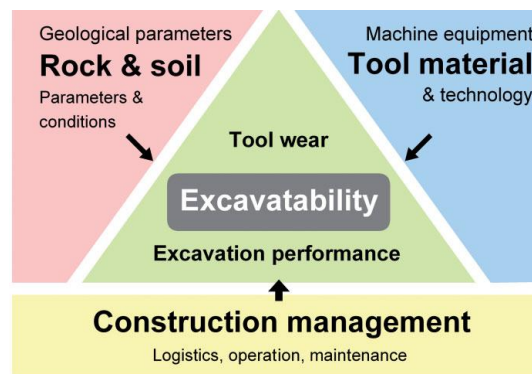 Geological parameters
Rock & soil
Parameters &
conditions
Machine equipment
Tool material
& technology
Tool wear
Excavatability
Excavation performance
Construction management
Logistics, operation, maintenance